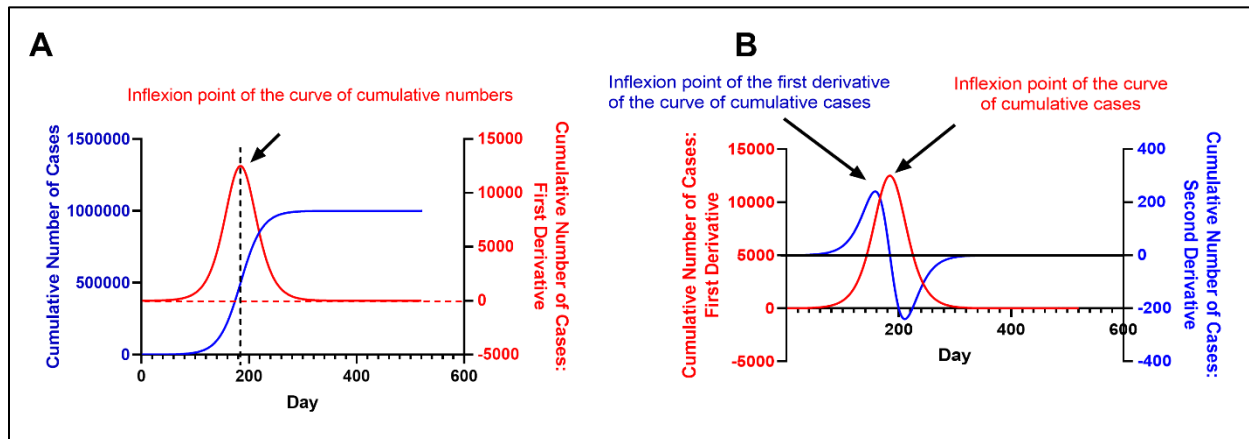 A
Inflexion point of the curve of cumulative numbers
Cumulative Number of Cases
1500000
1000000
500000
0
15000
10000
5000
0
-5000
Cumulative Number of Cases:
First Derivative
0
200
400
600
Day
B
Inflexion point of the first derivative
of the curve of cumulative cases
Inflexion point of the curve
of cumulative cases
Cumulative Number of Cases:
First Derivative
15000
10000
5000
0
-5000
400
200
0
-200
-400
Cumulative Number of Cases:
Second Derivative
200
400
600
Day